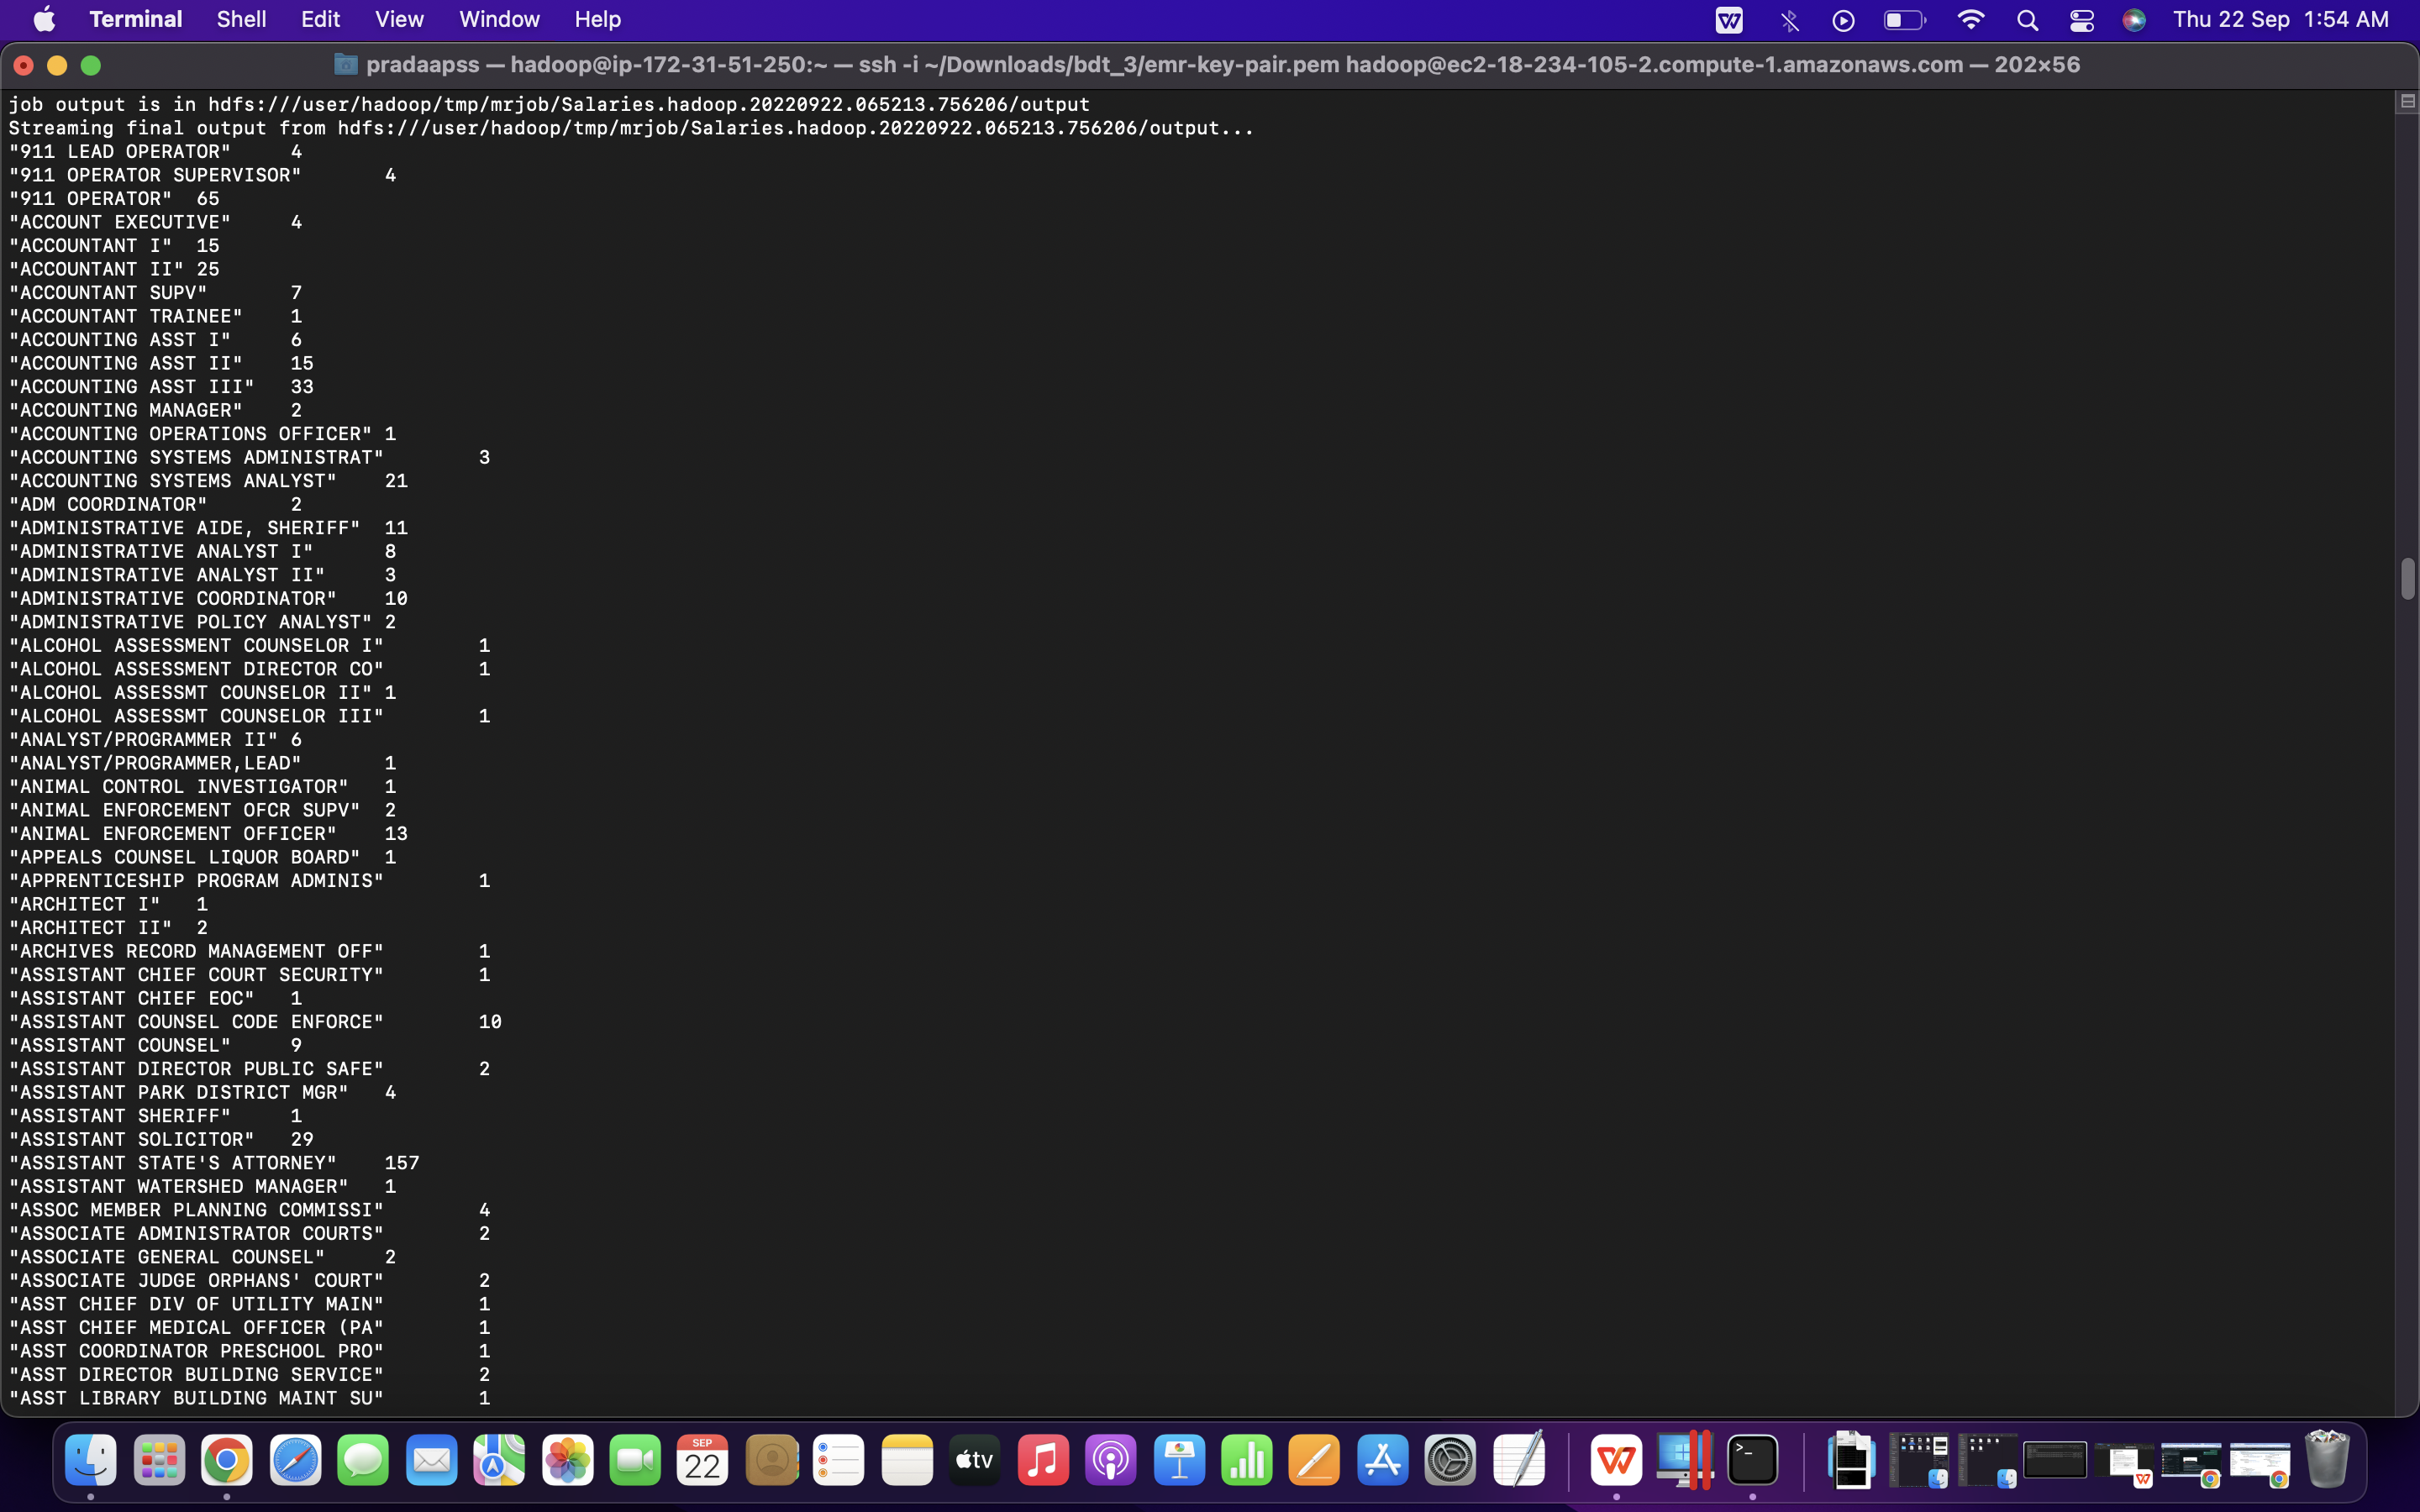 Terminal Shell Edit View Window Help Thu 22 Sep 1:54 AM
pradaapss — hadoop@ip-172-31-51-250:~ — ssh -i ~/Downloads/bdt_3/emr-key-pair.pem hadoop@ec2-18-234-105-2.compute-1.amazonaws.com — 202×56
job output is in hdfs:///user/hadoop/tmp/mrjob/Salaries.hadoop.20220922.065213.756206/output
Streaming final output from hdfs:///user/hadoop/tmp/mrjob/Salaries.hadoop.20220922.065213.756206/output...
"911 LEAD OPERATOR" 4
"911 OPERATOR SUPERVISOR" 4
"911 OPERATOR" 65
"ACCOUNT EXECUTIVE" 4
"ACCOUNTANT I" 15
"ACCOUNTANT II" 25
"ACCOUNTANT SUPV" 7
"ACCOUNTANT TRAINEE" 1
"ACCOUNTING ASST I" 6
"ACCOUNTING ASST II" 15
"ACCOUNTING ASST III" 33
"ACCOUNTING MANAGER" 2
"ACCOUNTING OPERATIONS OFFICER" 1
"ACCOUNTING SYSTEMS ADMINISTRAT" 3
"ACCOUNTING SYSTEMS ANALYST" 21
"ADM COORDINATOR" 2
"ADMINISTRATIVE AIDE, SHERIFF" 11
"ADMINISTRATIVE ANALYST I" 8
"ADMINISTRATIVE ANALYST II" 3
"ADMINISTRATIVE COORDINATOR" 10
"ADMINISTRATIVE POLICY ANALYST" 2
"ALCOHOL ASSESSMENT COUNSELOR I" 1
"ALCOHOL ASSESSMENT DIRECTOR CO" 1
"ALCOHOL ASSESSMT COUNSELOR II" 1
"ALCOHOL ASSESSMT COUNSELOR III" 1
"ANALYST/PROGRAMMER II" 6
"ANALYST/PROGRAMMER,LEAD" 1
"ANIMAL CONTROL INVESTIGATOR" 1
"ANIMAL ENFORCEMENT OFCR SUPV" 2
"ANIMAL ENFORCEMENT OFFICER" 13
"APPEALS COUNSEL LIQUOR BOARD" 1
"APPRENTICESHIP PROGRAM ADMINIS" 1
"ARCHITECT I" 1
"ARCHITECT II" 2
"ARCHIVES RECORD MANAGEMENT OFF" 1
"ASSISTANT CHIEF COURT SECURITY" 1
"ASSISTANT CHIEF EOC" 1
"ASSISTANT COUNSEL CODE ENFORCE" 10
"ASSISTANT COUNSEL" 9
"ASSISTANT DIRECTOR PUBLIC SAFE" 2
"ASSISTANT PARK DISTRICT MGR" 4
"ASSISTANT SHERIFF" 1
"ASSISTANT SOLICITOR" 29
"ASSISTANT STATE'S ATTORNEY" 157
"ASSISTANT WATERSHED MANAGER" 1
"ASSOC MEMBER PLANNING COMMISSI" 4
"ASSOCIATE ADMINISTRATOR COURTS" 2
"ASSOCIATE GENERAL COUNSEL" 2
"ASSOCIATE JUDGE ORPHANS' COURT" 2
"ASST CHIEF DIV OF UTILITY MAIN" 1
"ASST CHIEF MEDICAL OFFICER (PA" 1
"ASST COORDINATOR PRESCHOOL PRO" 1
"ASST DIRECTOR BUILDING SERVICE" 2
"ASST LIBRARY BUILDING MAINT SU" 1
SEP
22
tv
>_